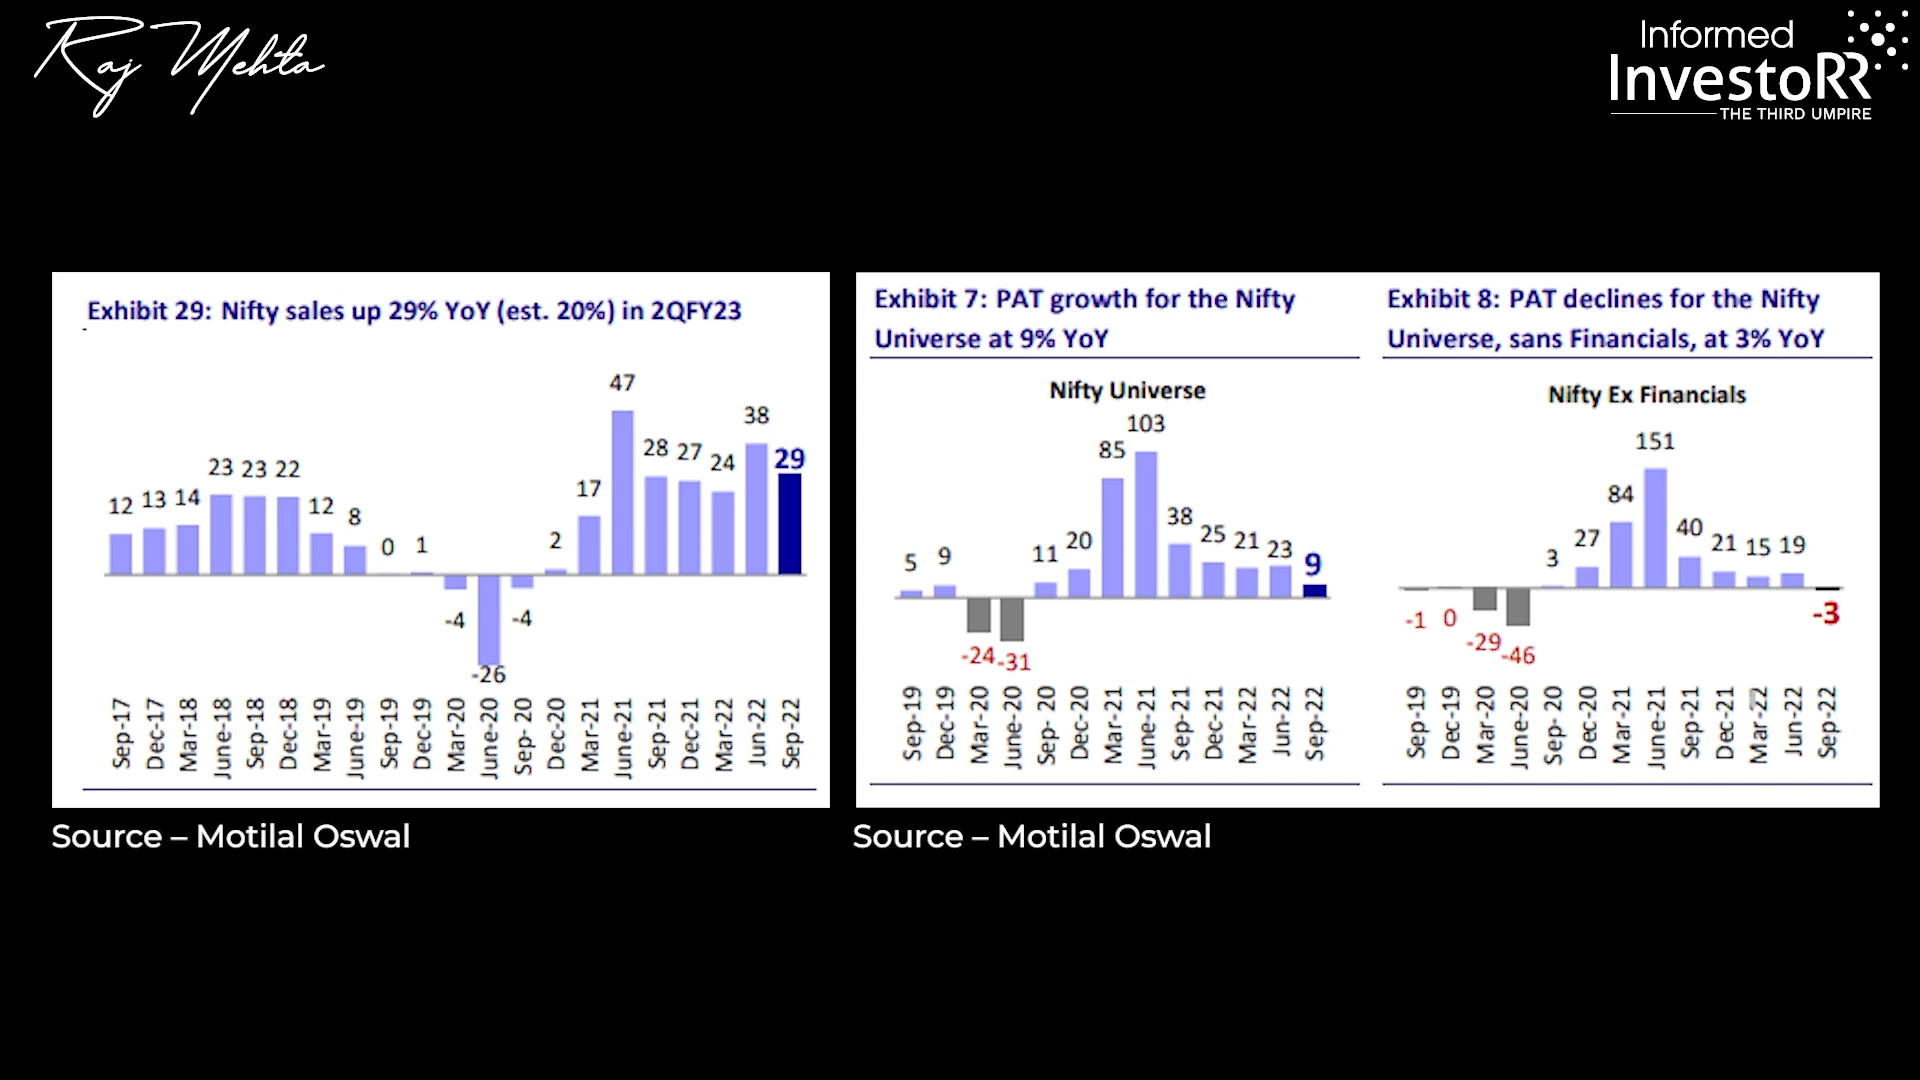 Raj Mehta
Informed
InvestoRR
THE THIRD UMPIRE
Exhibit 29: Nifty sales up 29% YoY (est. 20%) in 2QFY23
12 13 14 23 23 22 12 8 0 1 -4 -26 -4 2 17 47 28 27 24 38 29
Sep-17 Dec-17 Mar-18 June-18 Sep-18 Dec-18 Mar-19 June-19 Sep-19 Dec-19 Mar-20 June-20 Sep- 20 Dec-20 Mar-21 June-21 Sep-21 Dec-21 Mar-22 Jun-22 Sep-22
Source – Motilal Oswal
Exhibit 7: PAT growth for the Nifty
Universe at 9% YoY
Nifty Universe
5 9 -24 -31 11 20 85 103 38 25 21 23 9
Sep-19 Dec-19 Mar-20 June-20 Sep- 20 Dec-20 Mar-21 June-21 Sep-21 Dec-21 Mar-22 Jun-22 Sep-22
Exhibit 8: PAT declines for the Nifty
Universe, sans Financials, at 3% YoY
Nifty Ex Financials
-1 0 -29 -46 3 27 84 151 40 21 15 19 -3
Sep-19 Dec-19 Mar-20 June-20 Sep- 20 Dec-20 Mar-21 June-21 Sep-21 Dec-21 Mar-22 Jun-22 Sep-22
Source – Motilal Oswal